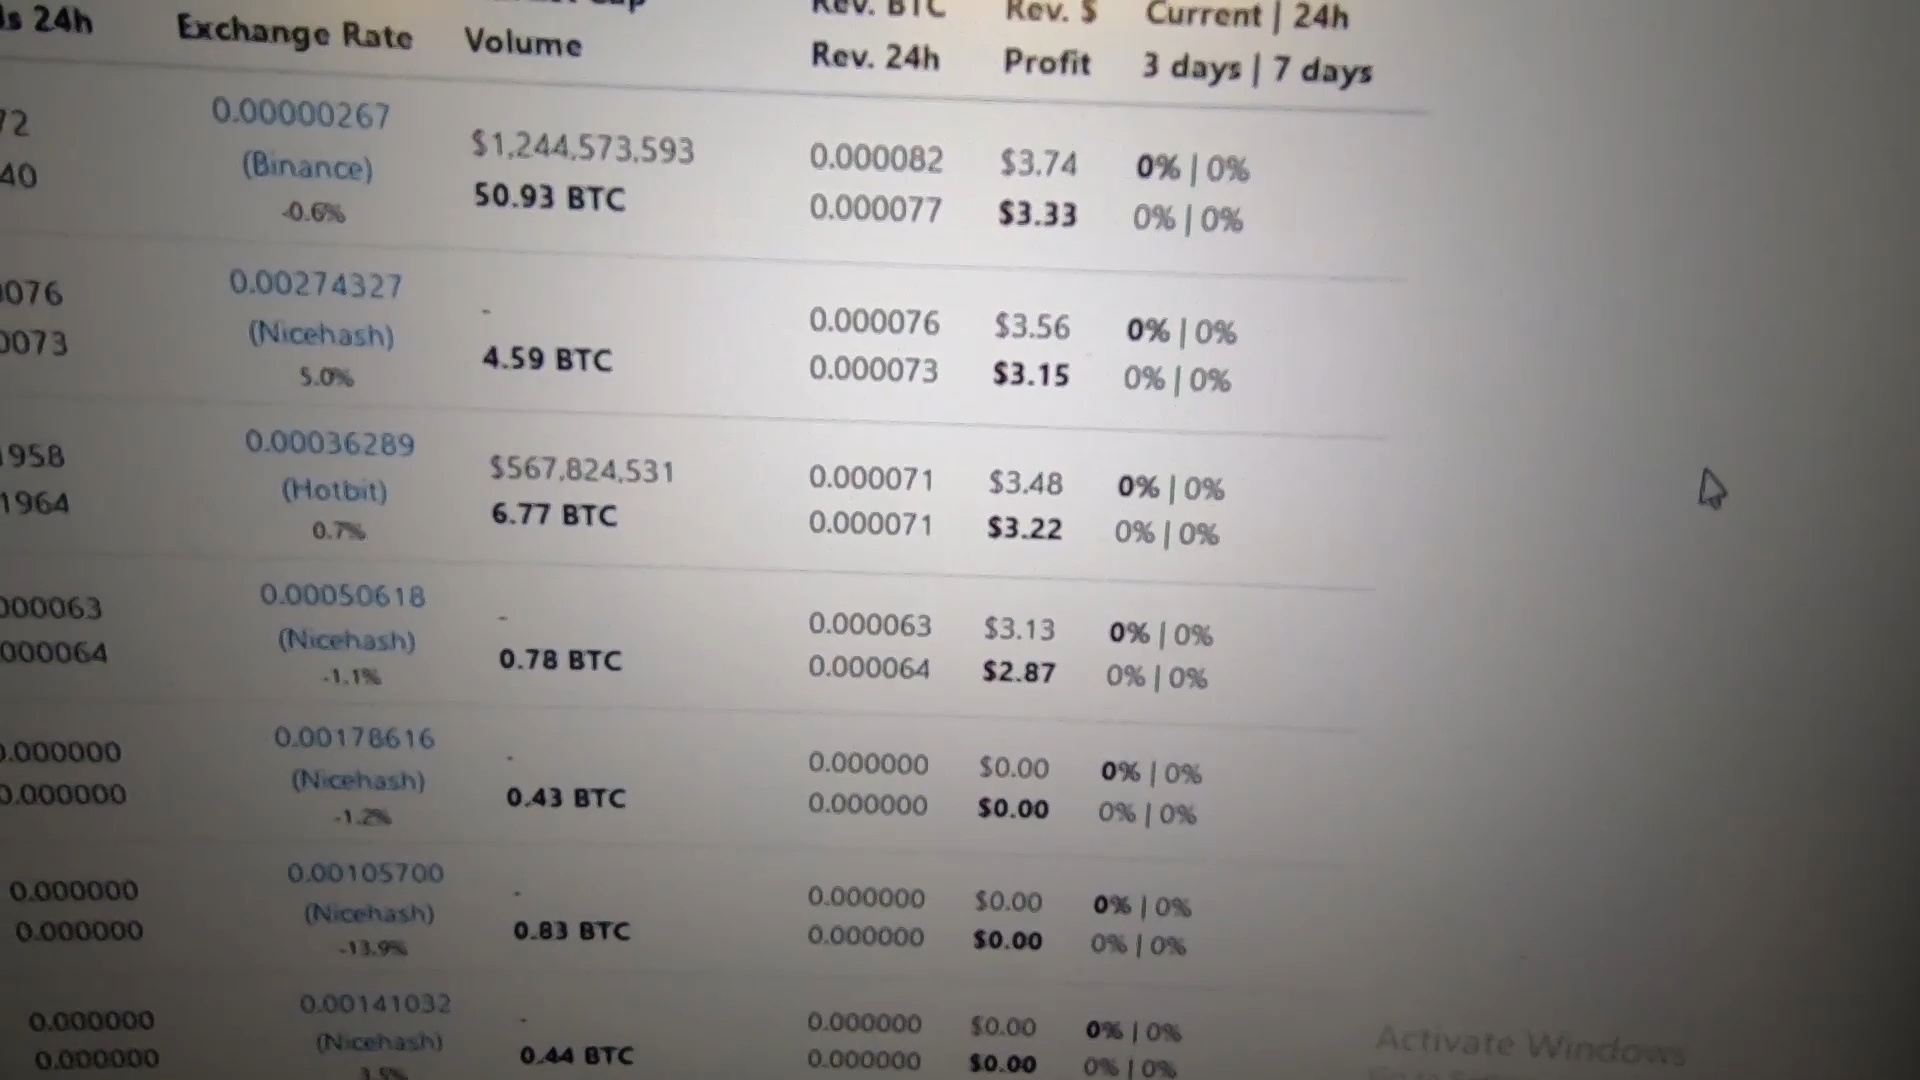 ls 24h Exchange Rate Volume Rev. BTC Rev. 24h Rev. $ Profit Current | 24h 3 days | 7 days
72
40
0.00000267
(Binance)
-0.6%
$1,244,573,593
50.93 BTC
0.000082
0.000077
$3.74
$3.33
0% | 0%
0% | 0%
0076
0073
0.00274327
(Nicehash)
5.0%
-
4.59 BTC
0.000076
0.000073
$3.56
$3.15
0% | 0%
0% | 0%
1958
1964
0.00036289
(Hotbit)
0.7%
$567,824,531
6.77 BTC
0.000071
0.000071
$3.48
$3.22
0% | 0%
0% | 0%
000063
000064
0.00050618
(Nicehash)
-1.1%
-
0.78 BTC
0.000063
0.000064
$3.13
$2.87
0% | 0%
0% | 0%
0.000000
0.000000
0.00178616
(Nicehash)
-1.2%
-
0.43 BTC
0.000000
0.000000
$0.00
$0.00
0% | 0%
0% | 0%
0.000000
0.000000
0.00105700
(Nicehash)
-13.9%
-
0.83 BTC
0.000000
0.000000
$0.00
$0.00
0% | 0%
0% | 0%
0.000000
0.000000
0.00141032
(Nicehash)
3.5%
-
0.44 BTC
0.000000
0.000000
$0.00
$0.00
0% | 0%
0% | 0%
Activate Windows